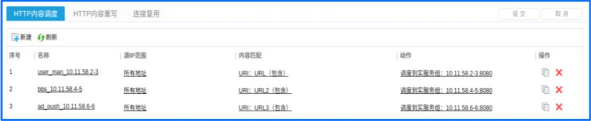 HTTP内容调度 HTTP内容重写 连接复用 提 交 取 消
新建 刷新
序号 名称 源IP范围 内容匹配 动作 操作
1 user_man_10.11.58.2-3 所有地址 URI: URL（包含） 调度到实服务组: 10.11.58.2-3:8080
2 bbs_10.11.58.4-5 所有地址 URI: URL2（包含） 调度到实服务组: 10.11.58.4-5:8080
3 ad_push_10.11.58.6-6 所有地址 URI: URL3（包含） 调度到实服务组: 10.11.58.6-6:8080